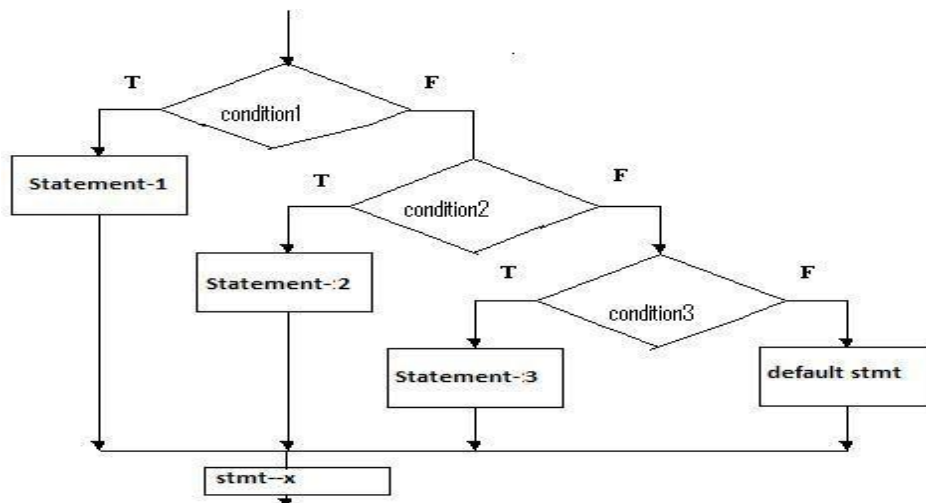 T
F
condition1
Statement-1
T
F
condition2
Statement-:2
T
F
condition3
Statement-:3
default stmt
stmt--x